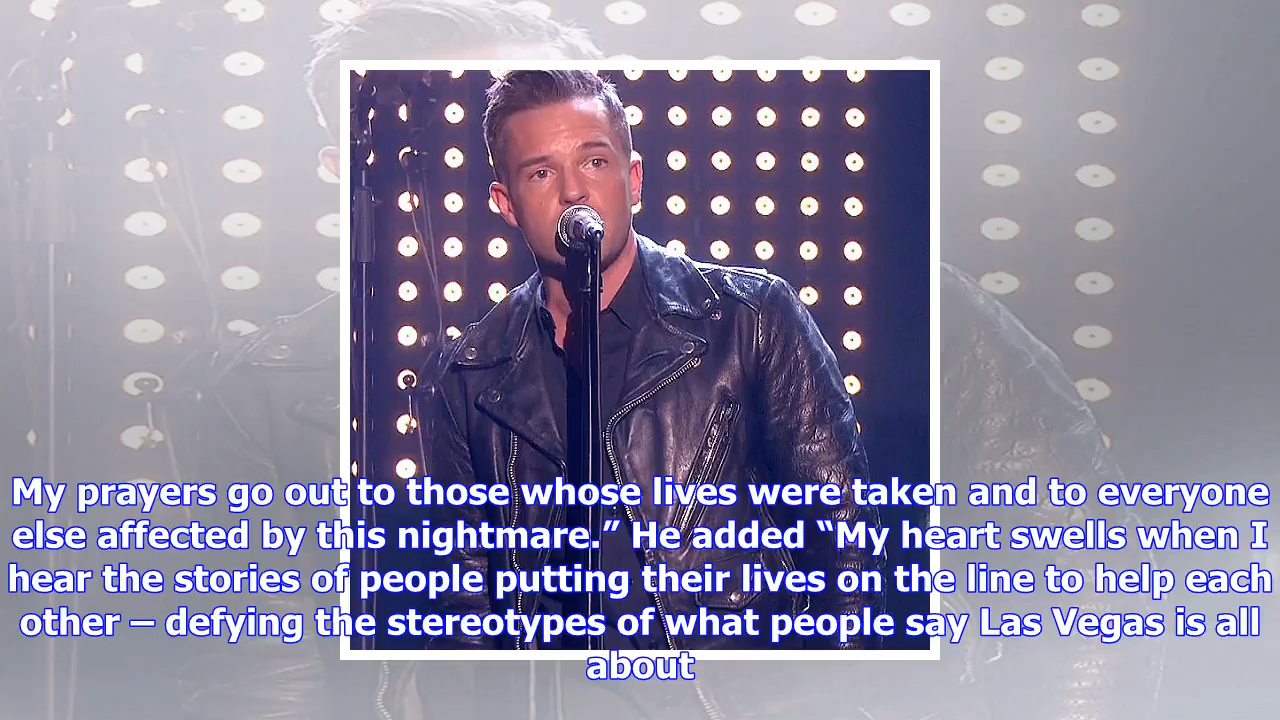 My prayers go out to those whose lives were taken and to everyone
else affected by this nightmare.” He added “My heart swells when I
hear the stories of people putting their lives on the line to help each
other – defying the stereotypes of what people say Las Vegas is all
about